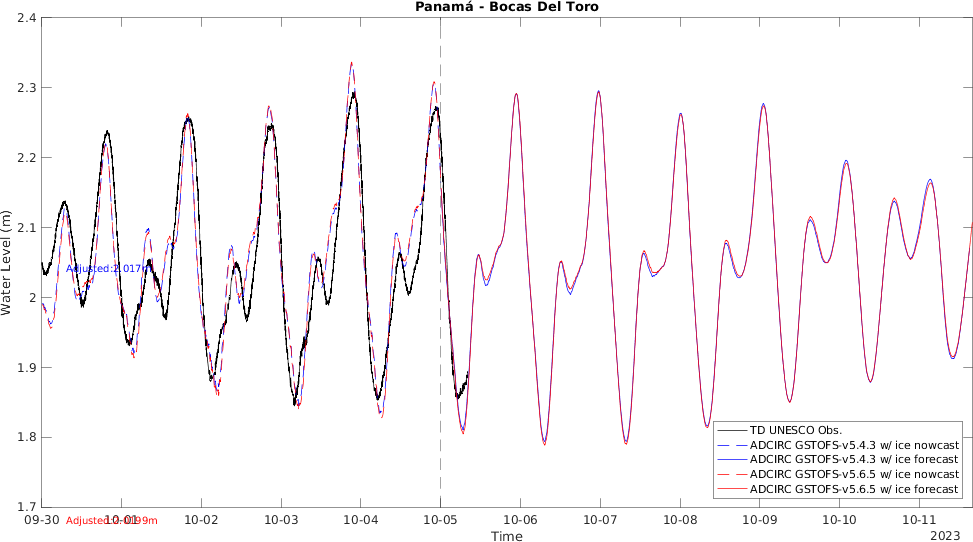 Panamá - Bocas Del Toro
2.4
2.3
2.2
2.1
2
1.9
1.8
1.7
Water Level (m)
Adjusted:2.017m
TD UNESCO Obs.
ADCIRC GSTOFS-v5.4.3 w/ ice nowcast
ADCIRC GSTOFS-v5.4.3 w/ ice forecast
ADCIRC GSTOFS-v5.6.5 w/ ice nowcast
ADCIRC GSTOFS-v5.6.5 w/ ice forecast
09-30 10-01 10-02 10-03 10-04 10-05 10-06 10-07 10-08 10-09 10-10 10-11
Time
2023